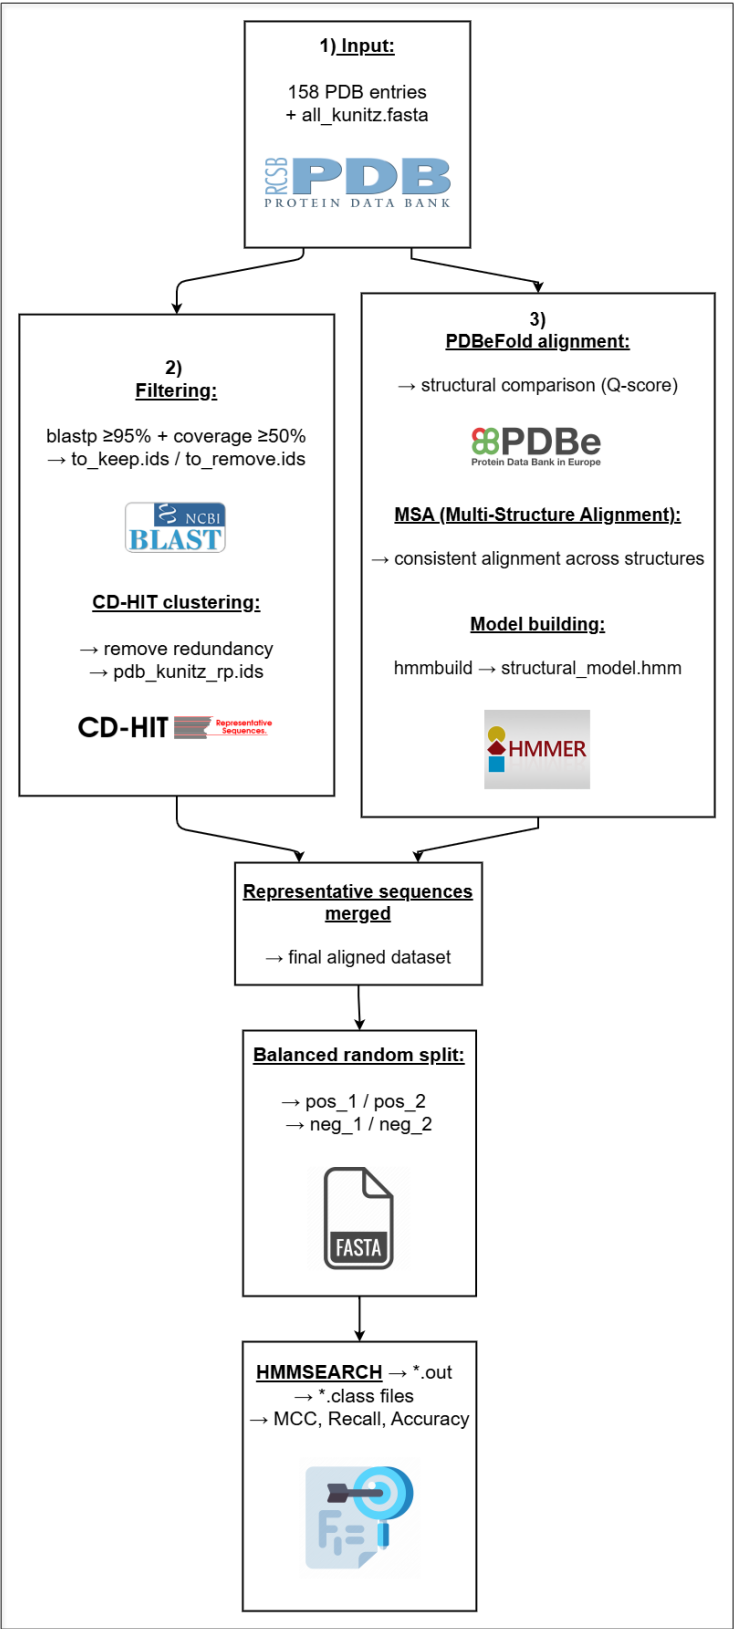 1) Input:
158 PDB entries
+ all_kunitz.fasta
RCSB PDB
PROTEIN DATA BANK
2)
Filtering:
blastp ≥95% + coverage ≥50%
→ to_keep.ids / to_remove.ids
NCBI
BLAST
CD-HIT clustering:
→ remove redundancy
→ pdb_kunitz_rp.ids
CD-HIT
Representative
Sequences.
3)
PDBeFold alignment:
→ structural comparison (Q-score)
PDBe
Protein Data Bank in Europe
MSA (Multi-Structure Alignment):
→ consistent alignment across structures
Model building:
hmmbuild → structural_model.hmm
HMMER
Representative sequences
merged
→ final aligned dataset
Balanced random split:
→ pos_1 / pos_2
→ neg_1 / neg_2
FASTA
HMMSEARCH → *.out
→ *.class files
→ MCC, Recall, Accuracy
F₁=